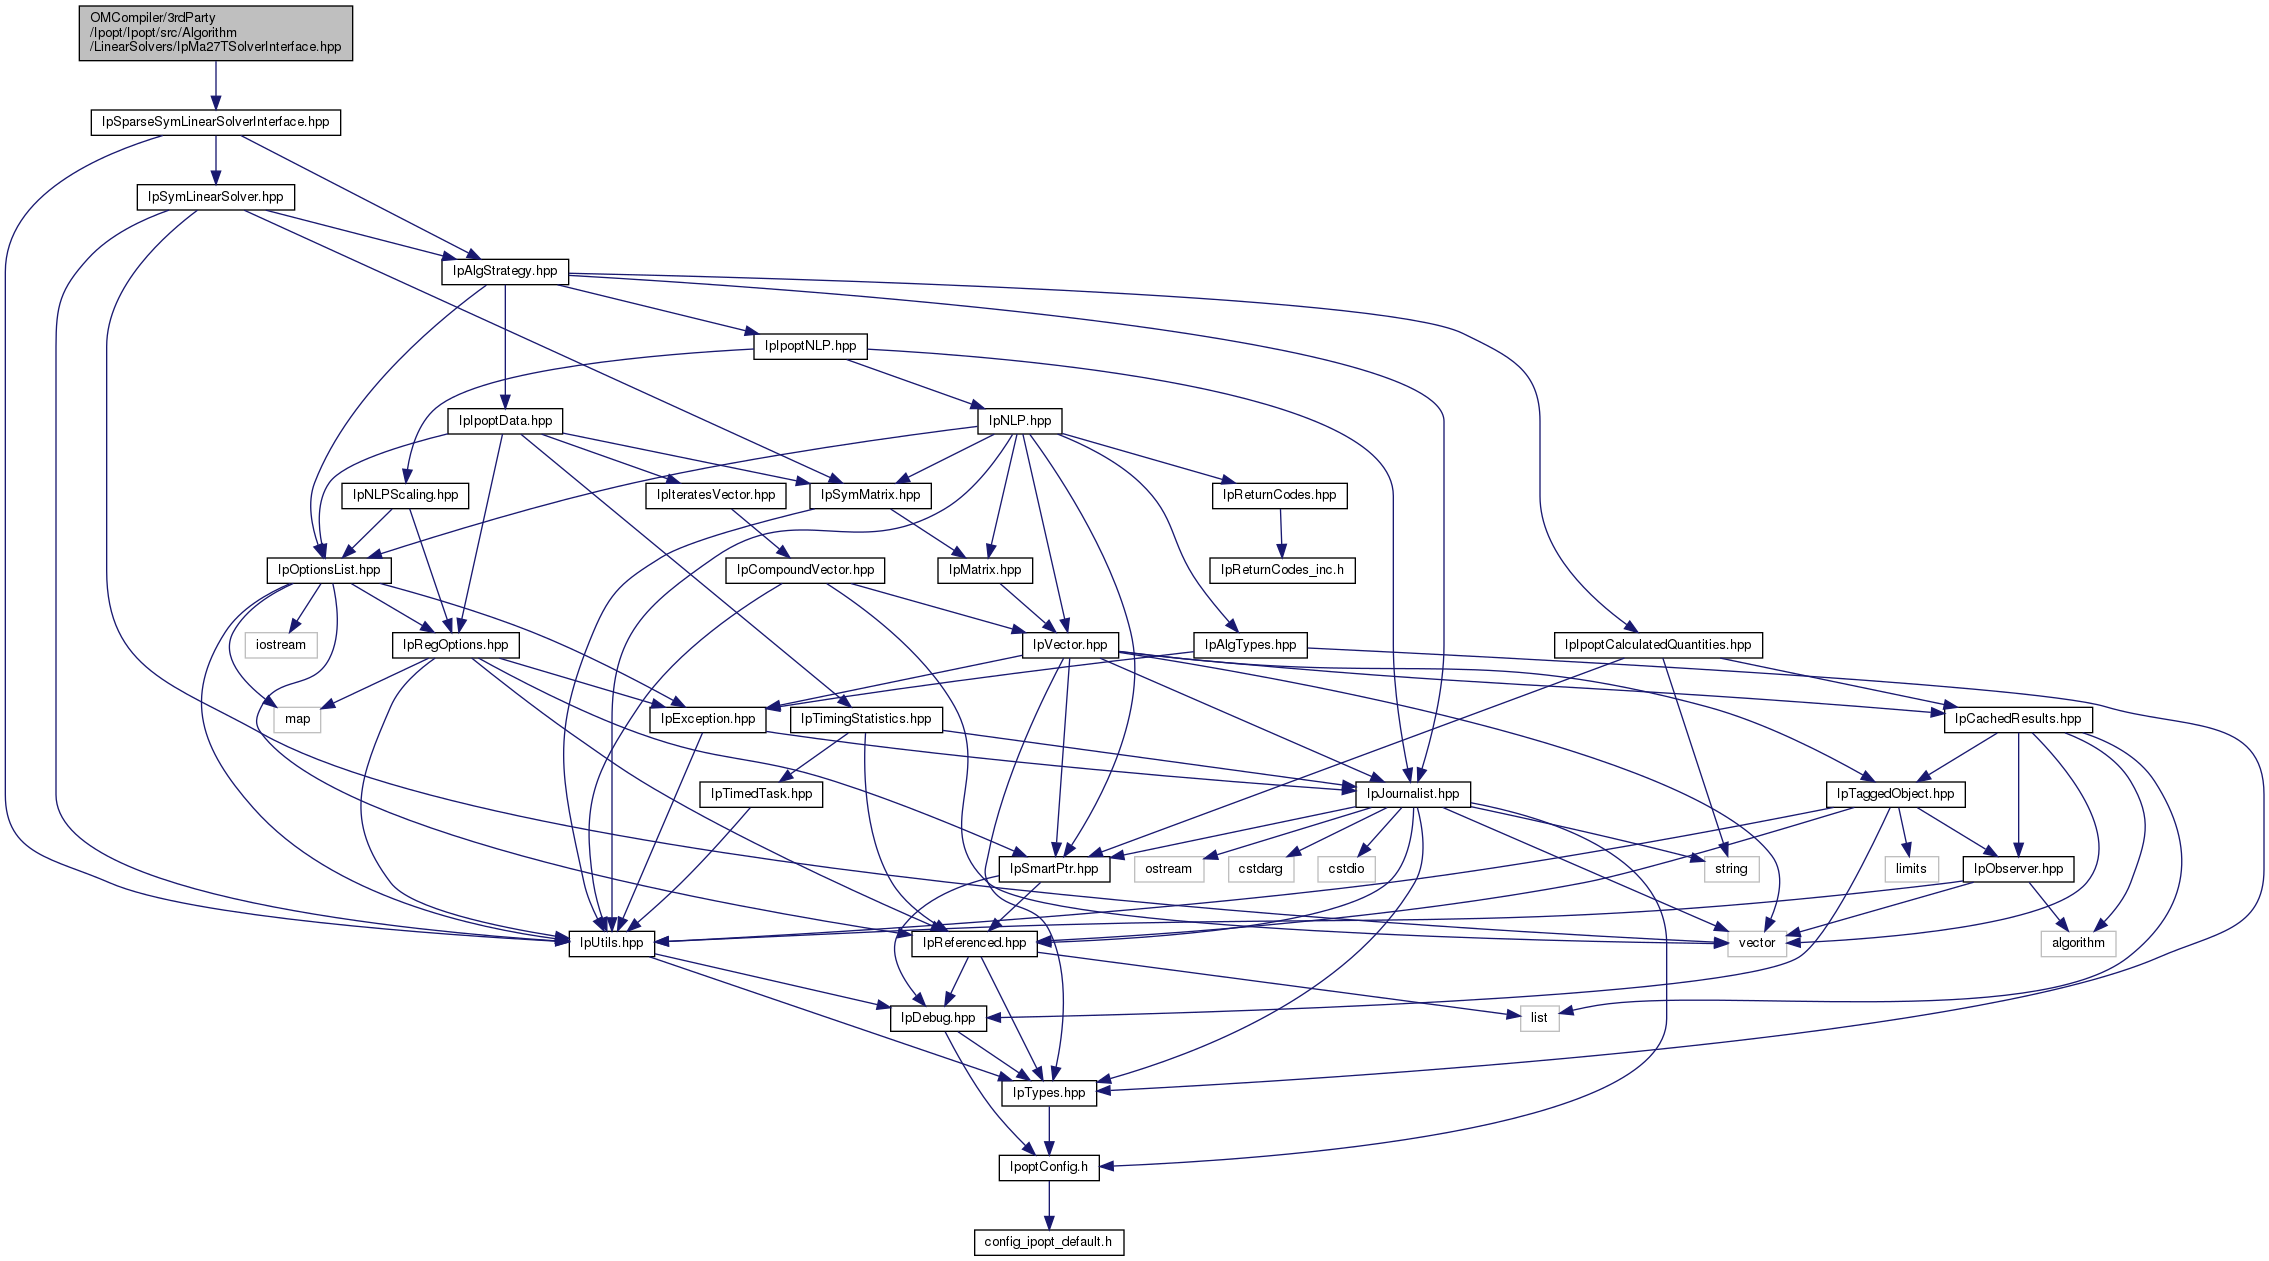 OMCompiler/3rdParty
/Ipopt/Ipopt/src/Algorithm
/LinearSolvers/IpMa27TSolverInterface.hpp
IpSparseSymLinearSolverInterface.hpp
IpSymLinearSolver.hpp
IpAlgStrategy.hpp
IpIpoptNLP.hpp
IpIpoptData.hpp
IpNLP.hpp
IpNLPScaling.hpp
IpIteratesVector.hpp
IpSymMatrix.hpp
IpReturnCodes.hpp
IpOptionsList.hpp
IpCompoundVector.hpp
IpMatrix.hpp
IpReturnCodes_inc.h
iostream
IpRegOptions.hpp
IpVector.hpp
IpAlgTypes.hpp
IpIpoptCalculatedQuantities.hpp
map
IpException.hpp
IpTimingStatistics.hpp
IpCachedResults.hpp
IpTimedTask.hpp
IpJournalist.hpp
IpTaggedObject.hpp
IpSmartPtr.hpp
ostream
cstdarg
cstdio
string
limits
IpObserver.hpp
IpUtils.hpp
IpReferenced.hpp
vector
algorithm
IpDebug.hpp
list
IpTypes.hpp
IpoptConfig.h
config_ipopt_default.h